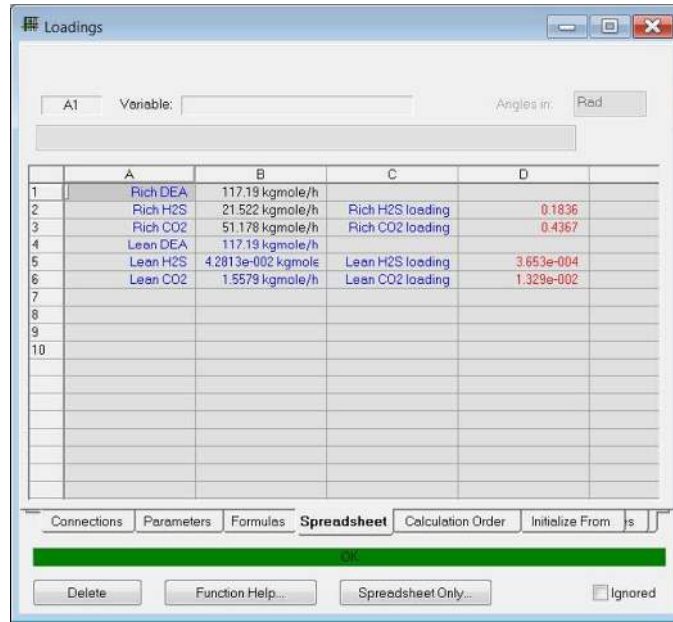 Loadings
A1 Variable: Angles in: Rad
A B C D
1 Rich DEA 117.19 kgmole/h
2 Rich H2S 21.522 kgmole/h Rich H2S loading 0.1836
3 Rich CO2 51.178 kgmole/h Rich CO2 loading 0.4367
4 Lean DEA 117.19 kgmole/h
5 Lean H2S 4.2813e-002 kgmole Lean H2S loading 3.653e-004
6 Lean CO2 1.5579 kgmole/h Lean CO2 loading 1.329e-002
7
8
9
10
Connections Parameters Formulas Spreadsheet Calculation Order Initialize From
OK
Delete Function Help... Spreadsheet Only... Ignored